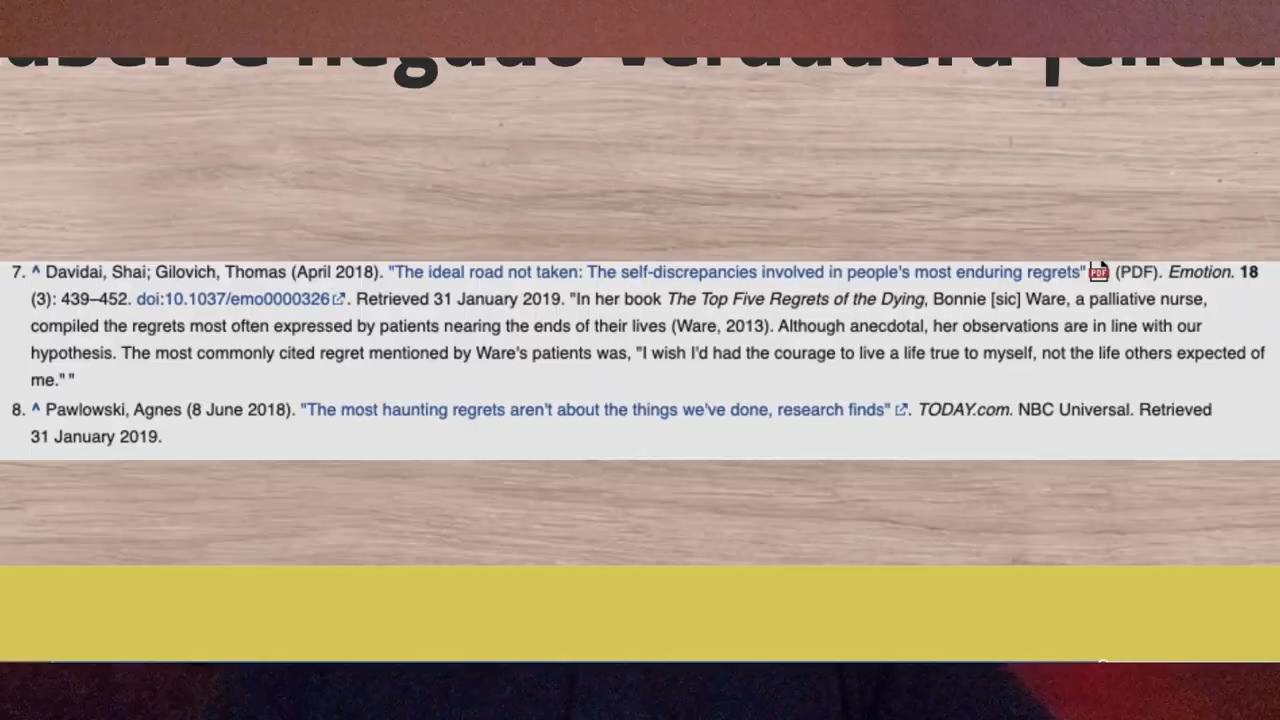 negado verdadera
7. ^ Davidai, Shai; Gilovich, Thomas (April 2018). "The ideal road not taken: The self-discrepancies involved in people's most enduring regrets" PDF (PDF). Emotion. 18
(3): 439–452. doi:10.1037/emo0000326. Retrieved 31 January 2019. "In her book The Top Five Regrets of the Dying, Bonnie [sic] Ware, a palliative nurse,
compiled the regrets most often expressed by patients nearing the ends of their lives (Ware, 2013). Although anecdotal, her observations are in line with our
hypothesis. The most commonly cited regret mentioned by Ware's patients was, "I wish I'd had the courage to live a life true to myself, not the life others expected of
me." "
8. ^ Pawlowski, Agnes (8 June 2018). "The most haunting regrets aren't about the things we've done, research finds". TODAY.com. NBC Universal. Retrieved
31 January 2019.